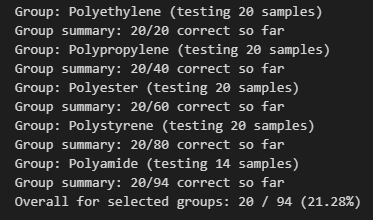 Group: Polyethylene (testing 20 samples)
Group summary: 20/20 correct so far
Group: Polypropylene (testing 20 samples)
Group summary: 20/40 correct so far
Group: Polyester (testing 20 samples)
Group summary: 20/60 correct so far
Group: Polystyrene (testing 20 samples)
Group summary: 20/80 correct so far
Group: Polyamide (testing 14 samples)
Group summary: 20/94 correct so far
Overall for selected groups: 20 / 94 (21.28%)